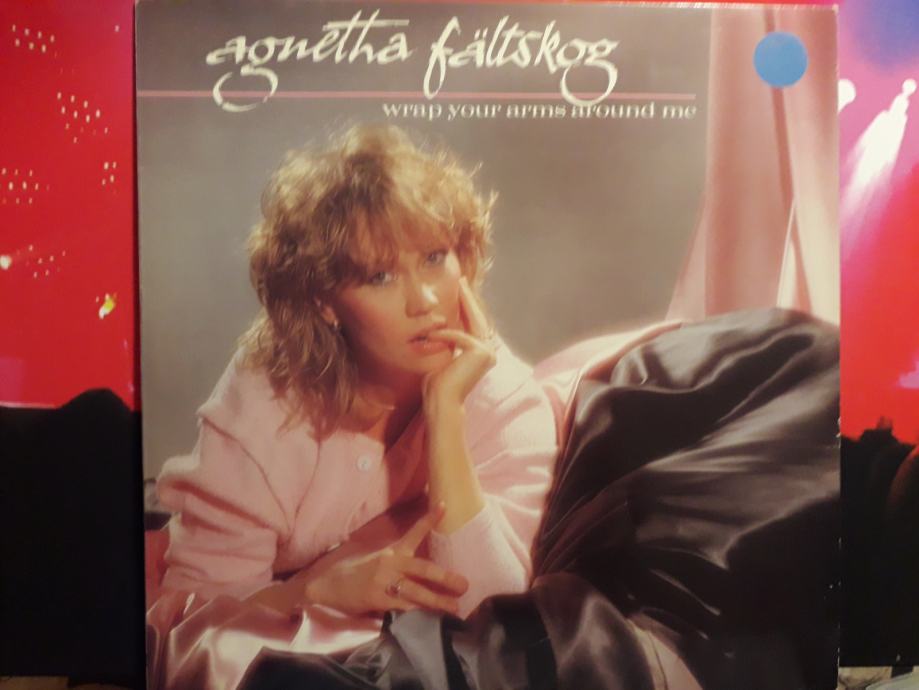 agnetha fältskog
wrap your arms around me